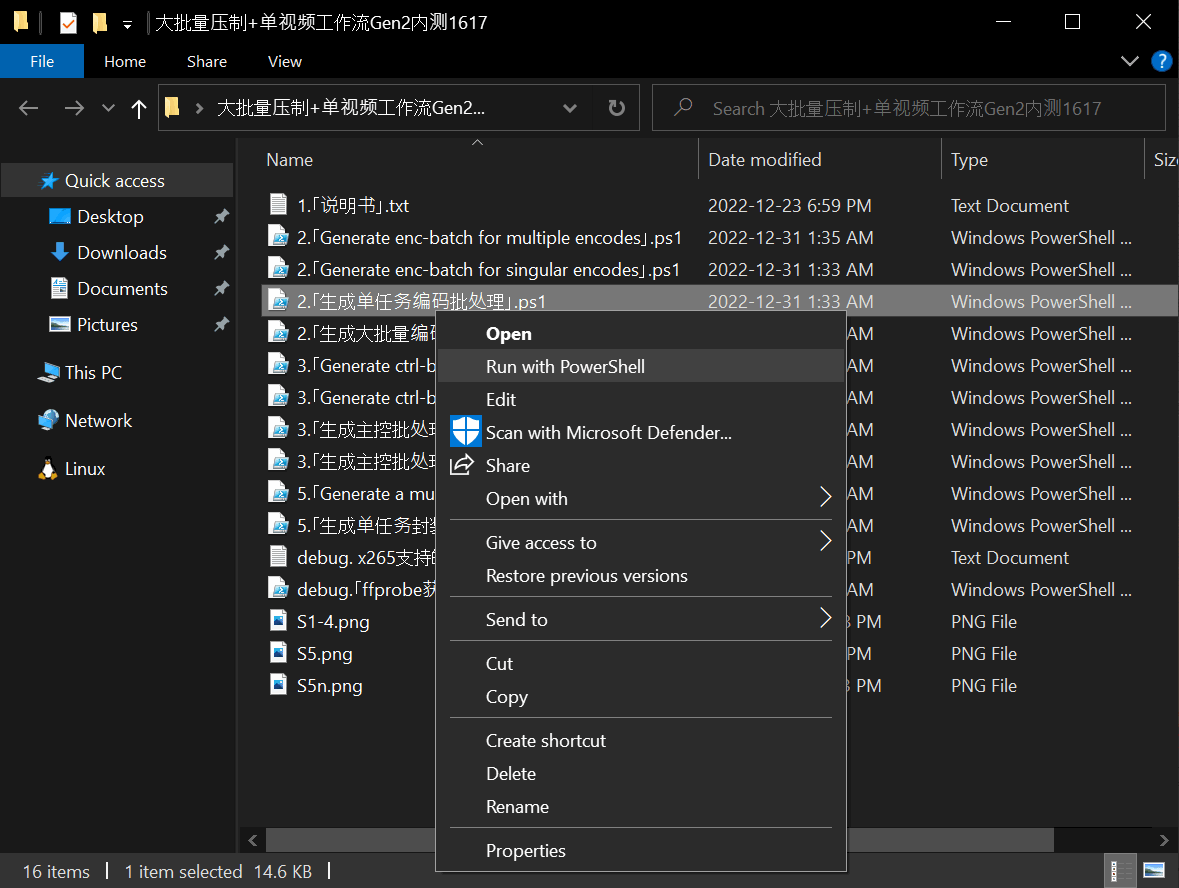 大批量压制+单视频工作流Gen2内测1617
File Home Share View
大批量压制+单视频工作流Gen2... Search 大批量压制+单视频工作流Gen2内测1617
Name Date modified Type Siz
Quick access
Desktop
Downloads
Documents
Pictures
This PC
Network
Linux
1.「说明书」.txt 2022-12-23 6:59 PM Text Document
2.「Generate enc-batch for multiple encodes」.ps1 2022-12-31 1:35 AM Windows PowerShell ...
2.「Generate enc-batch for singular encodes」.ps1 2022-12-31 1:33 AM Windows PowerShell ...
2.「生成单任务编码批处理」.ps1 2022-12-31 1:33 AM Windows PowerShell ...
2.「生成大批量编码 AM Windows PowerShell ...
3.「Generate ctrl-b AM Windows PowerShell ...
3.「Generate ctrl-b AM Windows PowerShell ...
3.「生成主控批处理 AM Windows PowerShell ...
3.「生成主控批处理 AM Windows PowerShell ...
5.「Generate a mu AM Windows PowerShell ...
5.「生成单任务封装 AM Windows PowerShell ...
debug. x265支持 PM Text Document
debug.「ffprobe获 AM Windows PowerShell ...
S1-4.png PM PNG File
S5.png PM PNG File
S5n.png PM PNG File
Open
Run with PowerShell
Edit
Scan with Microsoft Defender...
Share
Open with
Give access to
Restore previous versions
Send to
Cut
Copy
Create shortcut
Delete
Rename
Properties
16 items 1 item selected 14.6 KB